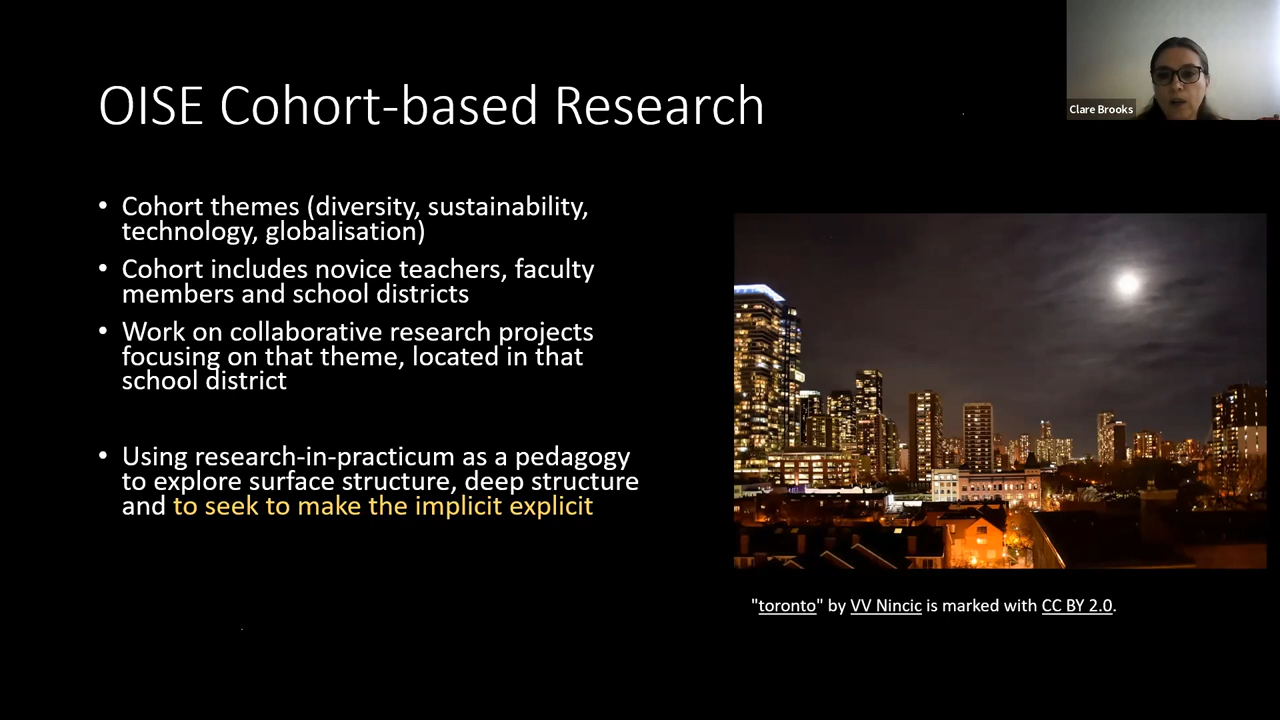 OISE Cohort-based Research
Clare Brooks
• Cohort themes (diversity, sustainability,
technology, globalisation)
• Cohort includes novice teachers, faculty
members and school districts
• Work on collaborative research projects
focusing on that theme, located in that
school district
• Using research-in-practicum as a pedagogy
to explore surface structure, deep structure
and to seek to make the implicit explicit
"toronto" by VV Nincic is marked with CC BY 2.0.